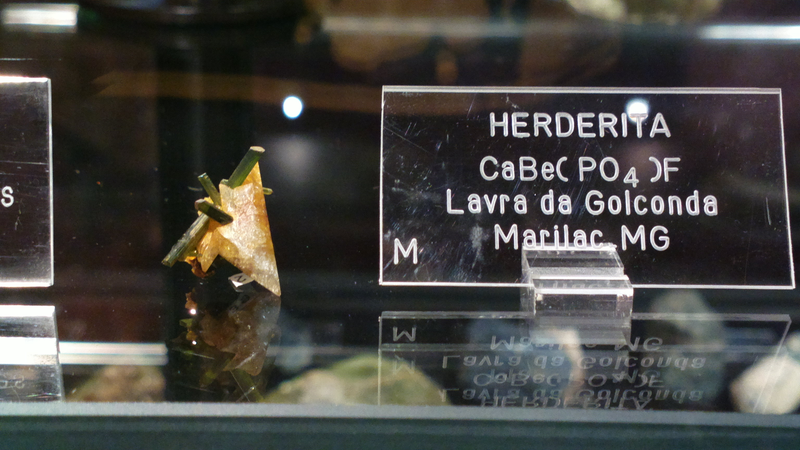 HERDERITA
CaBe(PO₄)F
Lavra da Golconda
Marilac, MG
M
s